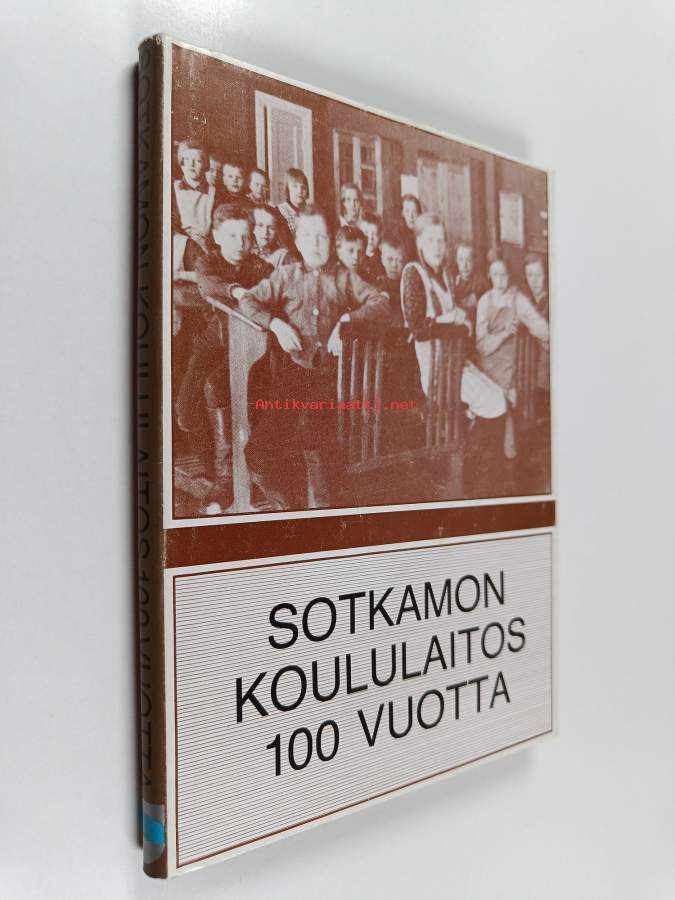 SOTKAMON KOULULAITOS 100 VUOTTA
Antikvariaatti.net
SOTKAMON
KOULULAITOS
100 VUOTTA